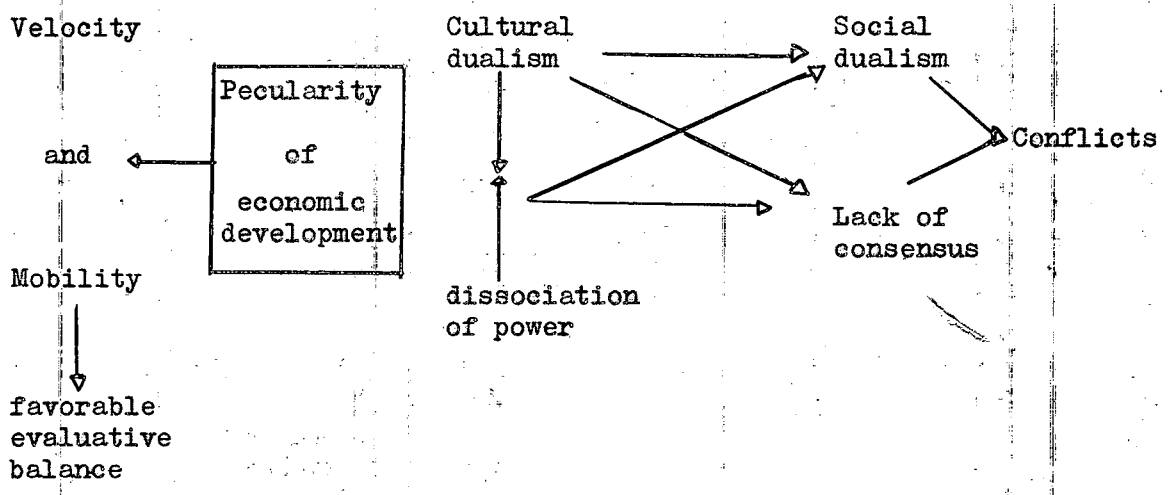 Velocity
and
Mobility
favorable
evaluative
balance
Pecularity
of
economic
development
Cultural
dualism
dissociation
of power
Social
dualism
Lack of
consensus
Conflicts